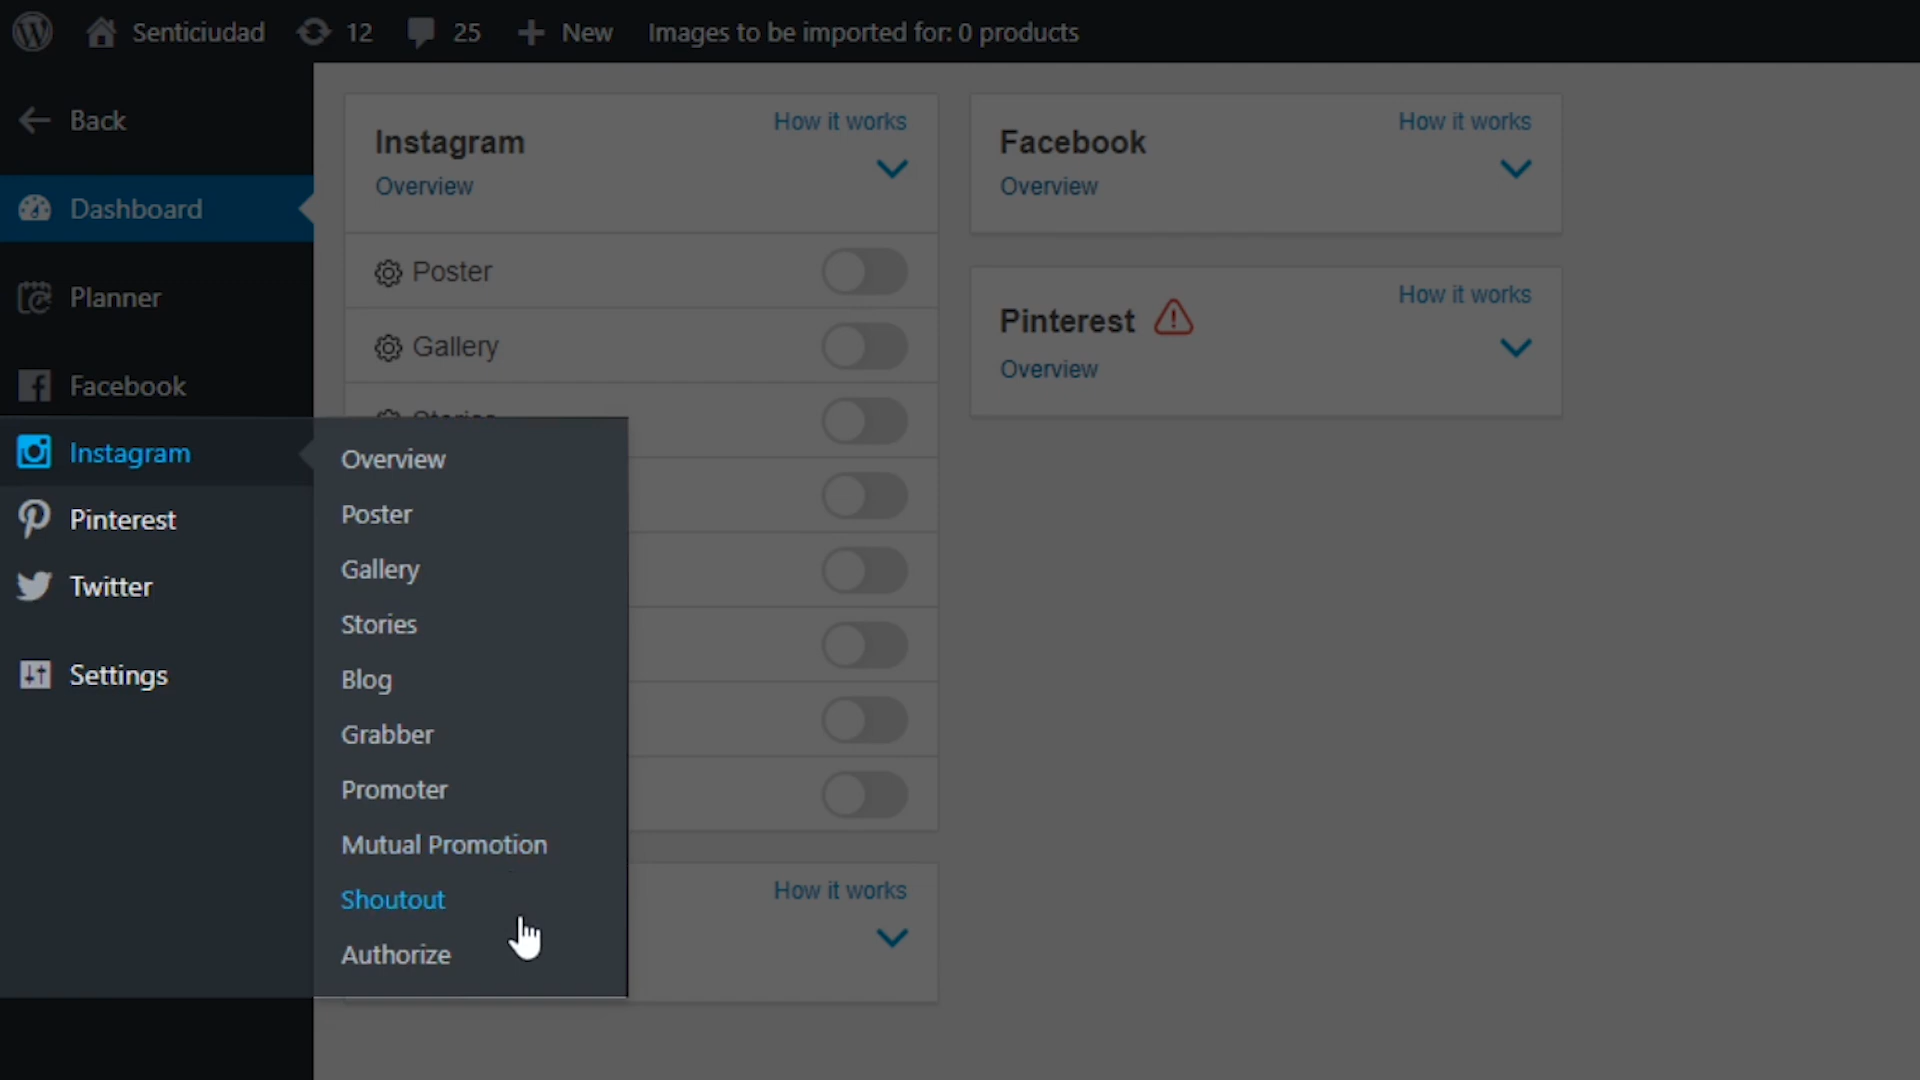 Senticiudad 12 25 New Images to be imported for: 0 products
Back
Dashboard
Planner
Facebook
Instagram
Pinterest
Twitter
Settings
Overview
Poster
Gallery
Stories
Blog
Grabber
Promoter
Mutual Promotion
Shoutout
Authorize
Instagram
How it works
Overview
Poster
Gallery
Stories
How it works
Facebook
How it works
Overview
Pinterest
How it works
Overview